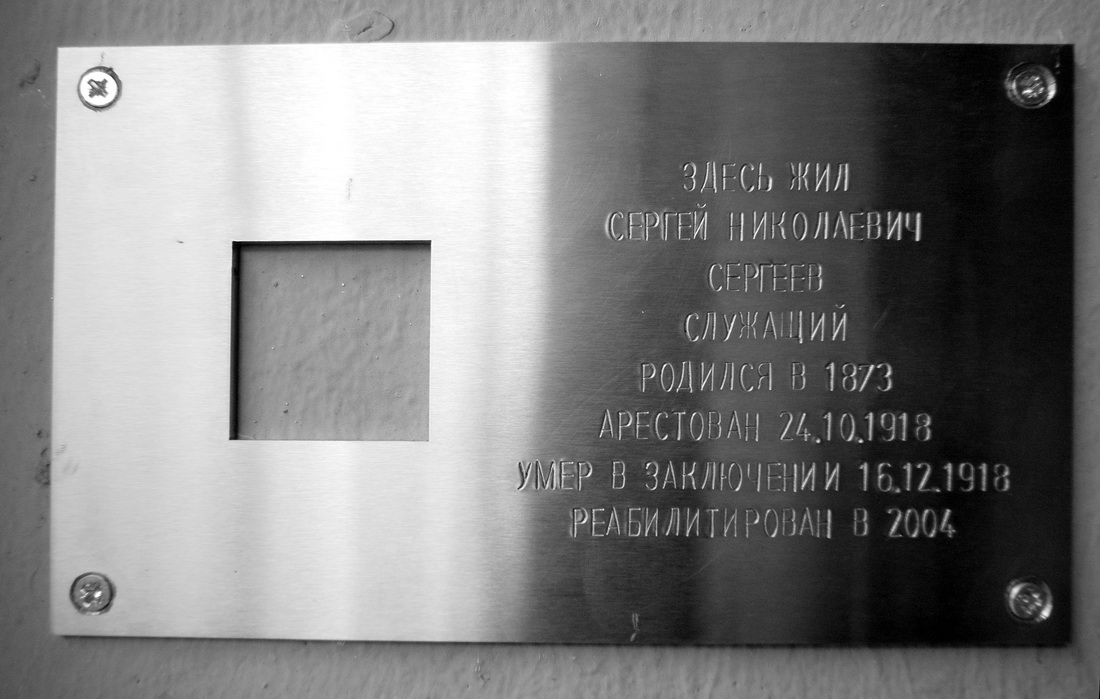 ЗДЕСЬ ЖИЛ
СЕРГЕЙ НИКОЛАЕВИЧ
СЕРГЕЕВ
СЛУЖАЩИЙ
РОДИЛСЯ В 1873
АРЕСТОВАН 24.10.1918
УМЕР В ЗАКЛЮЧЕНИИ 16.12.1918
РЕАБИЛИТИРОВАН В 2004